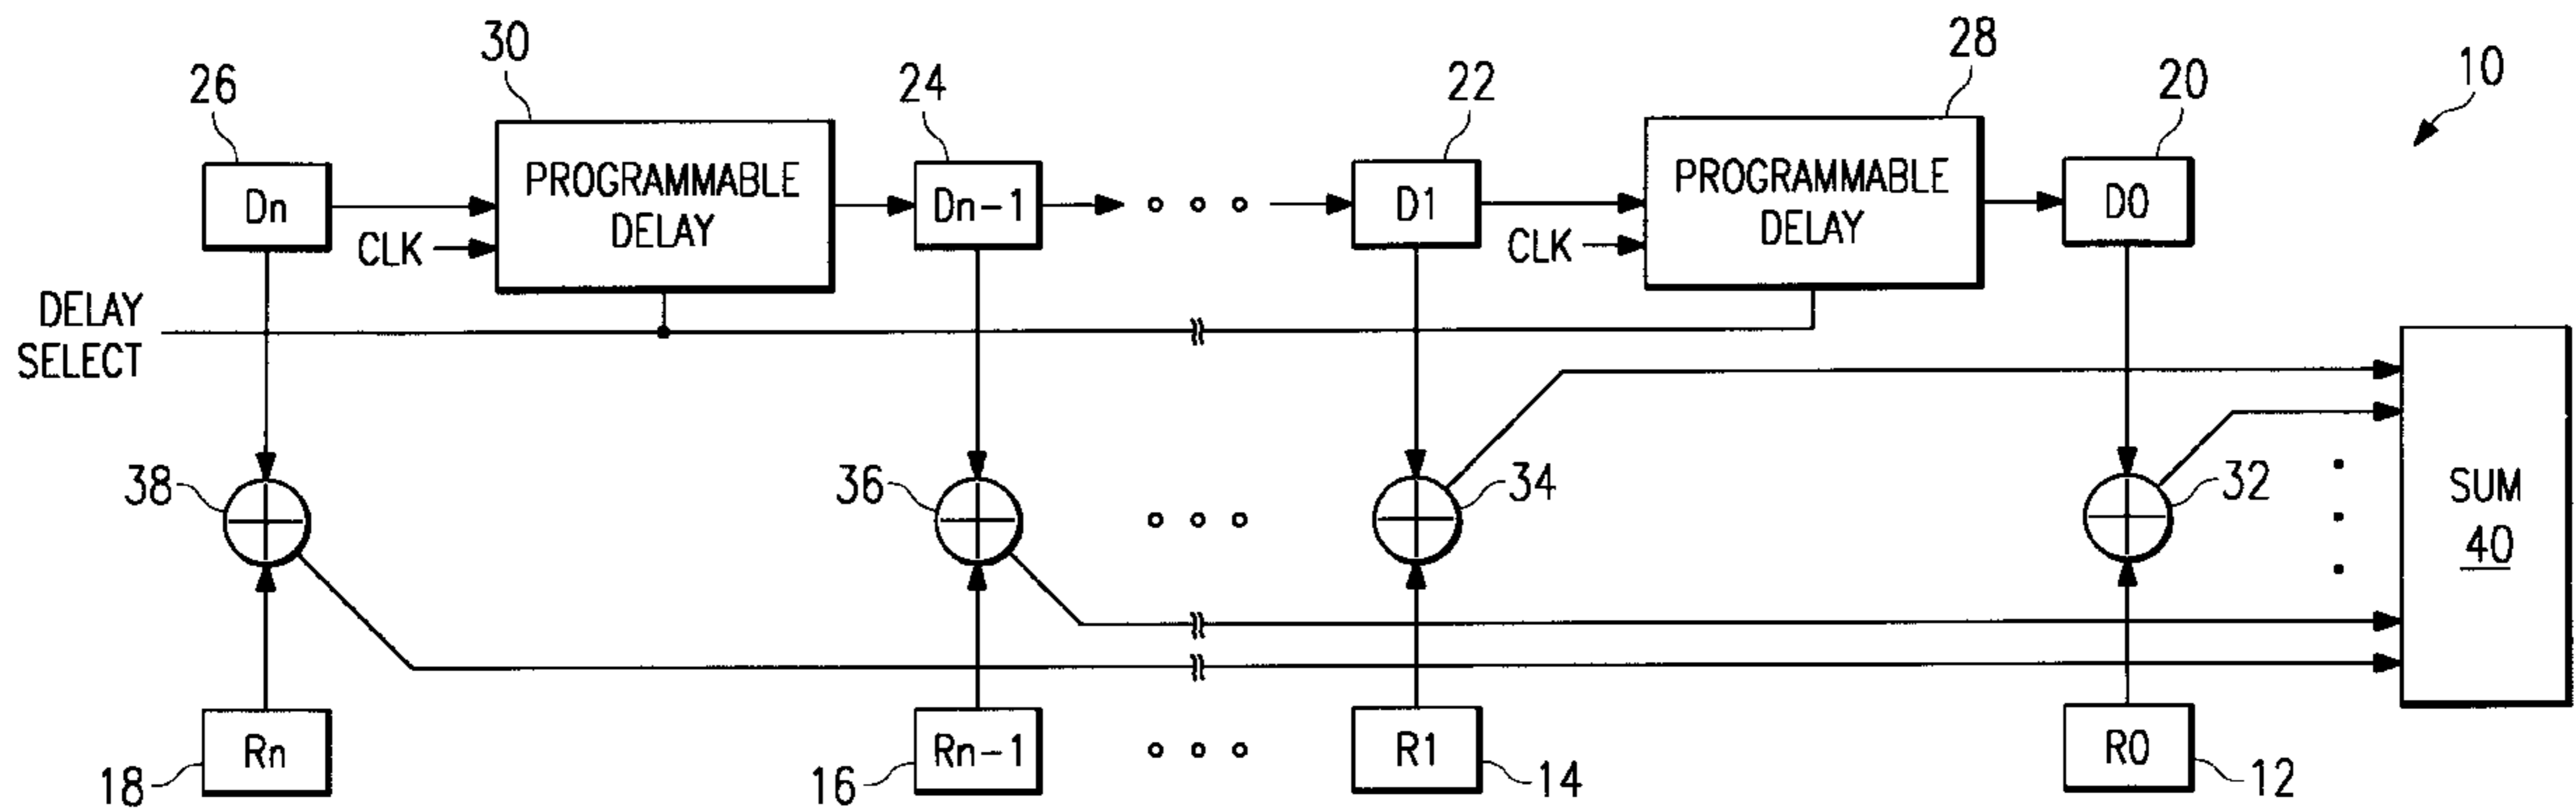 30
28
10
26
24
22
20
Dn
PROGRAMMABLE
DELAY
Dn-1
D1
PROGRAMMABLE
DELAY
D0
CLK
CLK
DELAY
SELECT
38
36
34
32
SUM
40
Rn
Rn-1
R1
R0
18
16
14
12